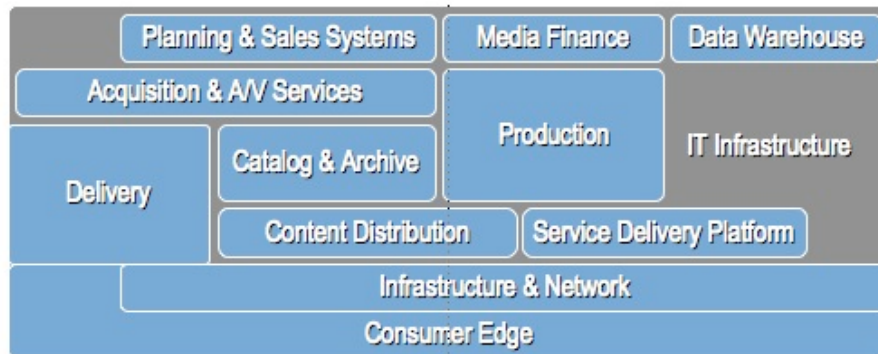 Planning & Sales Systems
Media Finance
Data Warehouse
Acquisition & A/V Services
Production
IT Infrastructure
Catalog & Archive
Delivery
Content Distribution
Service Delivery Platform
Infrastructure & Network
Consumer Edge